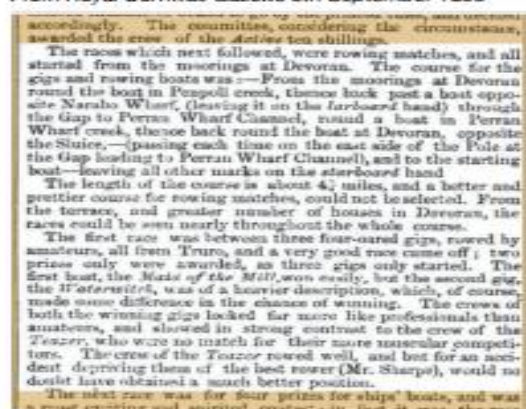 accordingly. The committee, considering the circumstance,
awarded the crew of the Active ten shillings.
The races which next followed, were rowing matches, and all
started from the moorings at Devoran. The course for the
gigs and rowing boats was :—From the moorings at Devoran
round the boat in Penpoll creek, thence back past a boat oppo-
site Narabo Wharf, (leaving it on the larboard hand) through
the Gap to Perran Wharf Channel, round a boat in Perran
Wharf creek, thence back round the boat at Devoran, opposite
the Sluice,—(passing each time on the east side of the Pole at
the Gap leading to Perran Wharf Channel), and to the starting
boat—leaving all other marks on the starboard hand
The length of the course is about miles, and a better and
prettier course for rowing matches, could not be selected. From
the terrace, and greater number of houses in Devoran, the
races could be seen nearly throughout the whole course.
The first race was between three four-oared gigs, rowed by
amateurs, all from Truro, and a very good race came off ; two
prizes only were awarded, as three gigs only started. The
first boat, the Maid of the Mill, won easily, but the second gig,
the Waterwitch, was of a heavier description, which, of course,
made some difference in the chance of winning. The crews of
both the winning gigs looked far more like professionals than
amateurs, and showed in strong contrast to the crew of the
Teazer, who were no match for their more muscular competi-
tors. The crew of the Teazer rowed well, and but for an acci-
dent depriving them of the best rower (Mr. Sharpe), would no
doubt have obtained a much better position.
The next race was for four prizes for ships' boats, and was